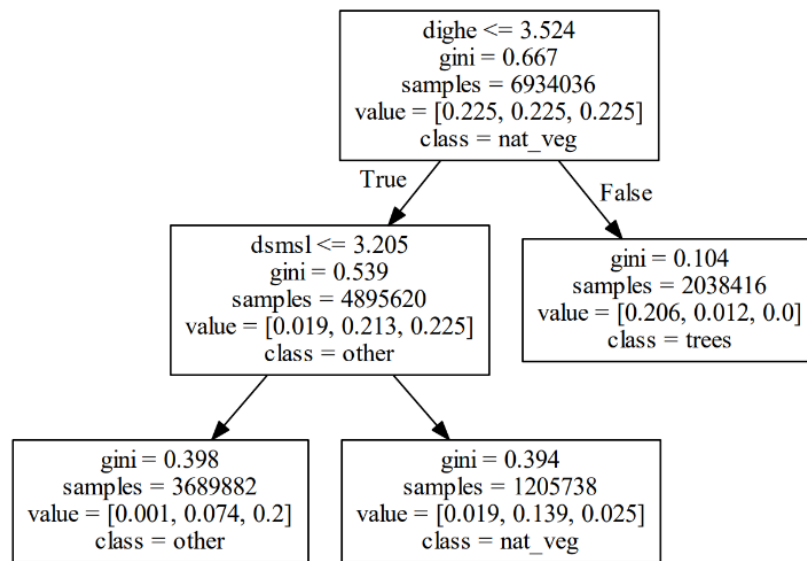 dighe <= 3.524
gini = 0.667
samples = 6934036
value = [0.225, 0.225, 0.225]
class = nat_veg
True
False
dsmsl <= 3.205
gini = 0.539
samples = 4895620
value = [0.019, 0.213, 0.225]
class = other
gini = 0.104
samples = 2038416
value = [0.206, 0.012, 0.0]
class = trees
gini = 0.398
samples = 3689882
value = [0.001, 0.074, 0.2]
class = other
gini = 0.394
samples = 1205738
value = [0.019, 0.139, 0.025]
class = nat_veg